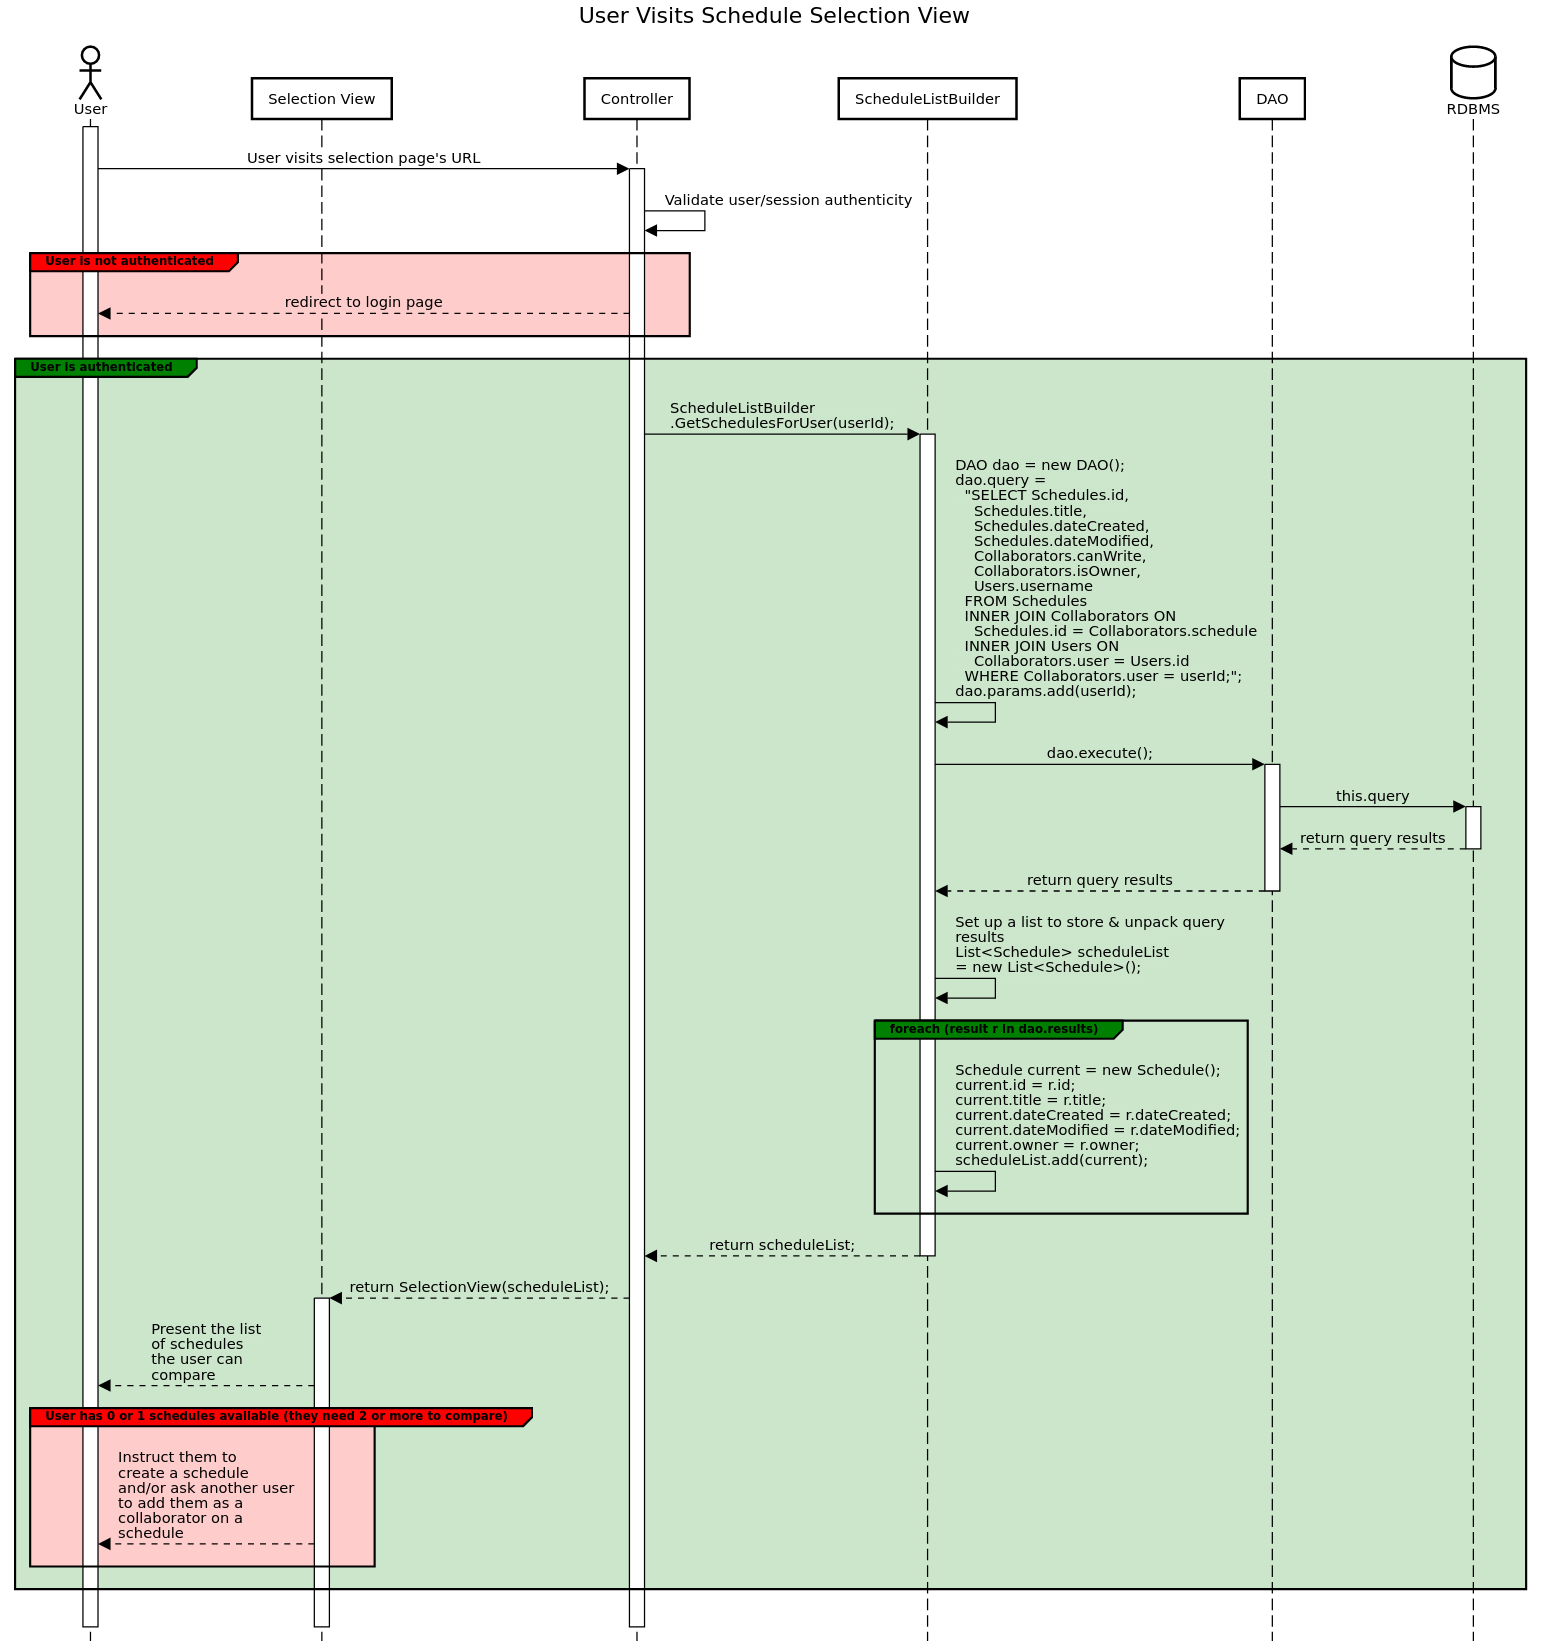 User Visits Schedule Selection View
User
Selection View
Controller
ScheduleListBuilder
DAO
RDBMS
User visits selection page's URL
Validate user/session authenticity
User is not authenticated
redirect to login page
User is authenticated
ScheduleListBuilder
.GetSchedulesForUser(userId);
DAO dao = new DAO();
dao.query =
"SELECT Schedules.id,
Schedules.title,
Schedules.dateCreated,
Schedules.dateModified,
Collaborators.canWrite,
Collaborators.isOwner,
Users.username
FROM Schedules
INNER JOIN Collaborators ON
Schedules.id = Collaborators.schedule
INNER JOIN Users ON
Collaborators.user = Users.id
WHERE Collaborators.user = userId;";
dao.params.add(userId);
dao.execute();
this.query
return query results
return query results
Set up a list to store & unpack query
results
List<Schedule> scheduleList
= new List<Schedule>();
foreach (result r in dao.results)
Schedule current = new Schedule();
current.id = r.id;
current.title = r.title;
current.dateCreated = r.dateCreated;
current.dateModified = r.dateModified;
current.owner = r.owner;
scheduleList.add(current);
return scheduleList;
return SelectionView(scheduleList);
Present the list
of schedules
the user can
compare
User has 0 or 1 schedules available (they need 2 or more to compare)
Instruct them to
create a schedule
and/or ask another user
to add them as a
collaborator on a
schedule